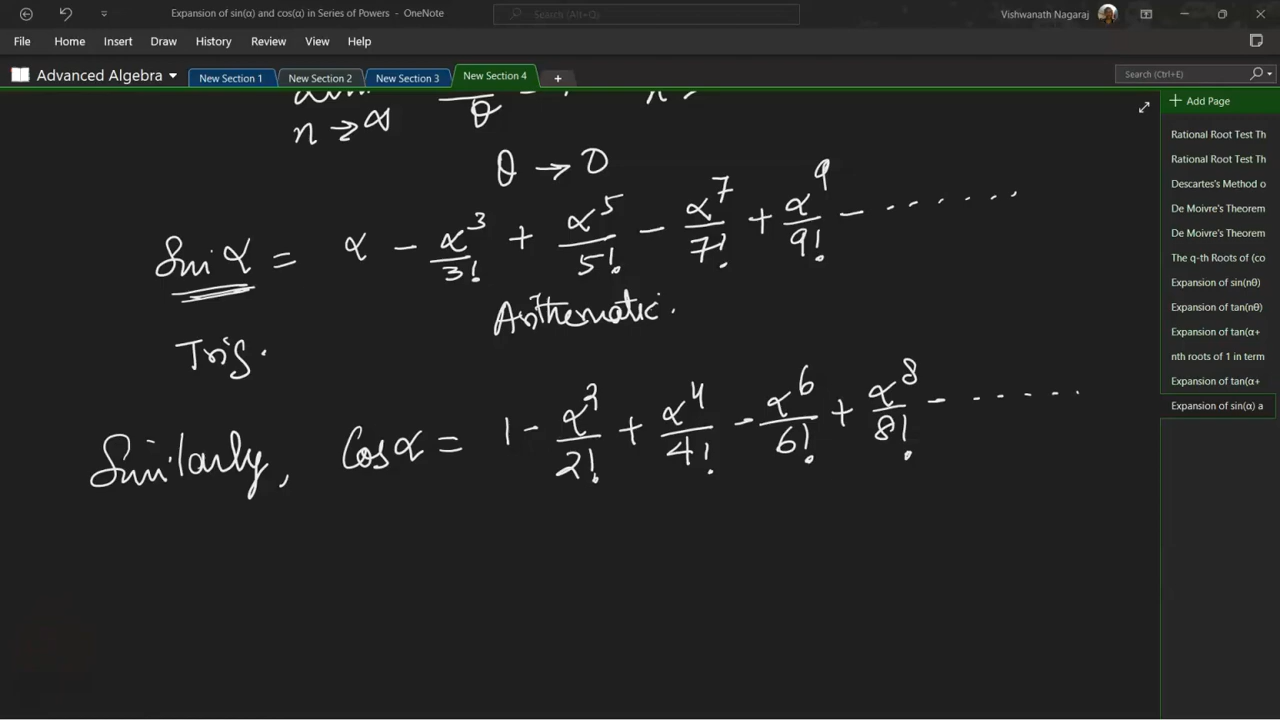 Expansion of sin(α) and cos(α) in Series of Powers - OneNote
Search (Alt+Q)
Vishwanath Nagaraj
File Home Insert Draw History Review View Help
Advanced Algebra
New Section 1 New Section 2 New Section 3 New Section 4 +
Search (Ctrl+E)
Add Page
Rational Root Test Th
Rational Root Test Th
Descartes's Method o
De Moivre's Theorem
De Moivre's Theorem
The q-th Roots of (co
Expansion of sin(nθ)
Expansion of tan(nθ)
Expansion of tan(α+
nth roots of 1 in term
Expansion of tan(α+
Expansion of sin(α) a
θ
n → α
θ → 0
Sin α = α - α³/3! + α⁵/5! - α⁷/7! + α⁹/9! - .......
Arithematic.
Trig.
Similarly, Cos α = 1 - α²/2! + α⁴/4! - α⁶/6! + α⁸/8! - ......